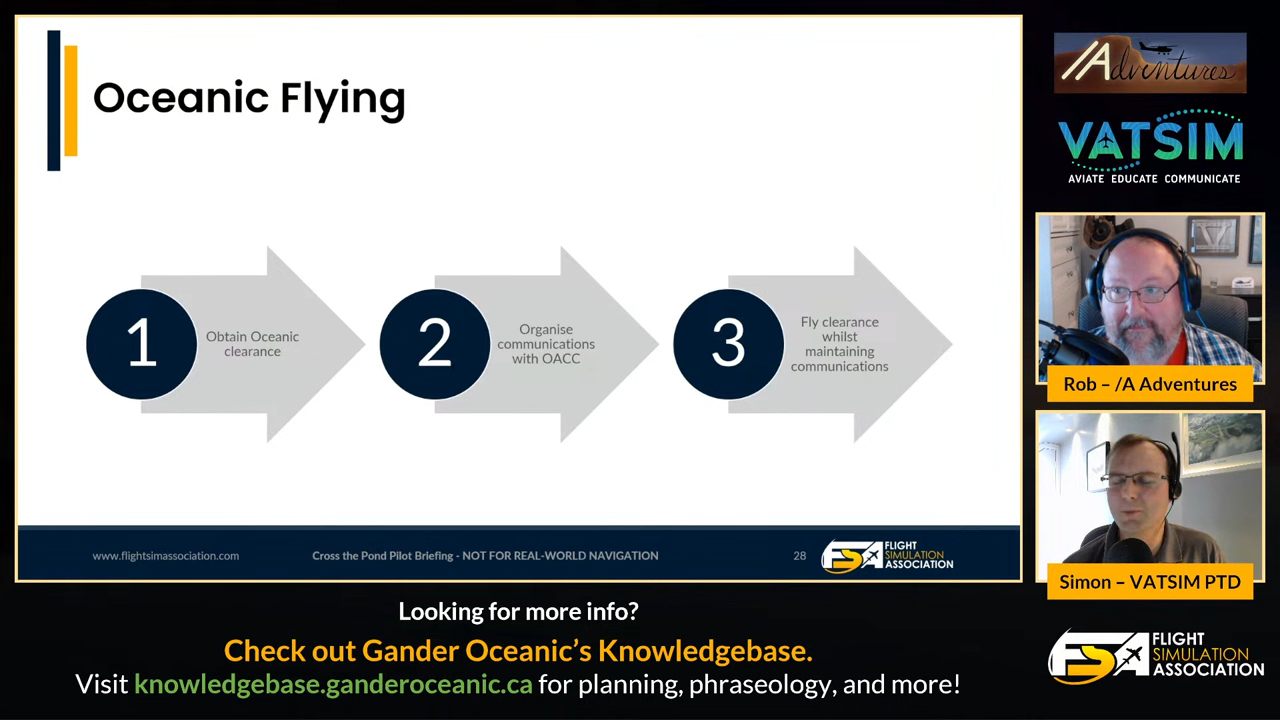 Oceanic Flying
1
Obtain Oceanic
clearance
2
Organise
communications
with OACC
3
Fly clearance
whilst
maintaining
communications
www.flightsimassociation.com
Cross the Pond Pilot Briefing - NOT FOR REAL-WORLD NAVIGATION
28
FSA
FLIGHT
SIMULATION
ASSOCIATION
/Adventures
VATSIM
AVIATE EDUCATE COMMUNICATE
Rob – /A Adventures
Simon – VATSIM PTD
Looking for more info?
Check out Gander Oceanic’s Knowledgebase.
Visit knowledgebase.ganderoceanic.ca for planning, phraseology, and more!
FSA
FLIGHT
SIMULATION
ASSOCIATION